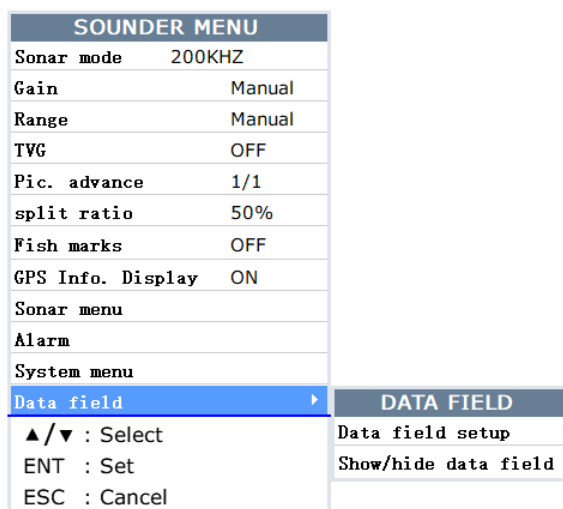 SOUNDER MENU
Sonar mode 200KHZ
Gain Manual
Range Manual
TVG OFF
Pic. advance 1/1
split ratio 50%
Fish marks OFF
GPS Info. Display ON
Sonar menu
Alarm
System menu
Data field
▲/▼ : Select
ENT : Set
ESC : Cancel
DATA FIELD
Data field setup
Show/hide data field